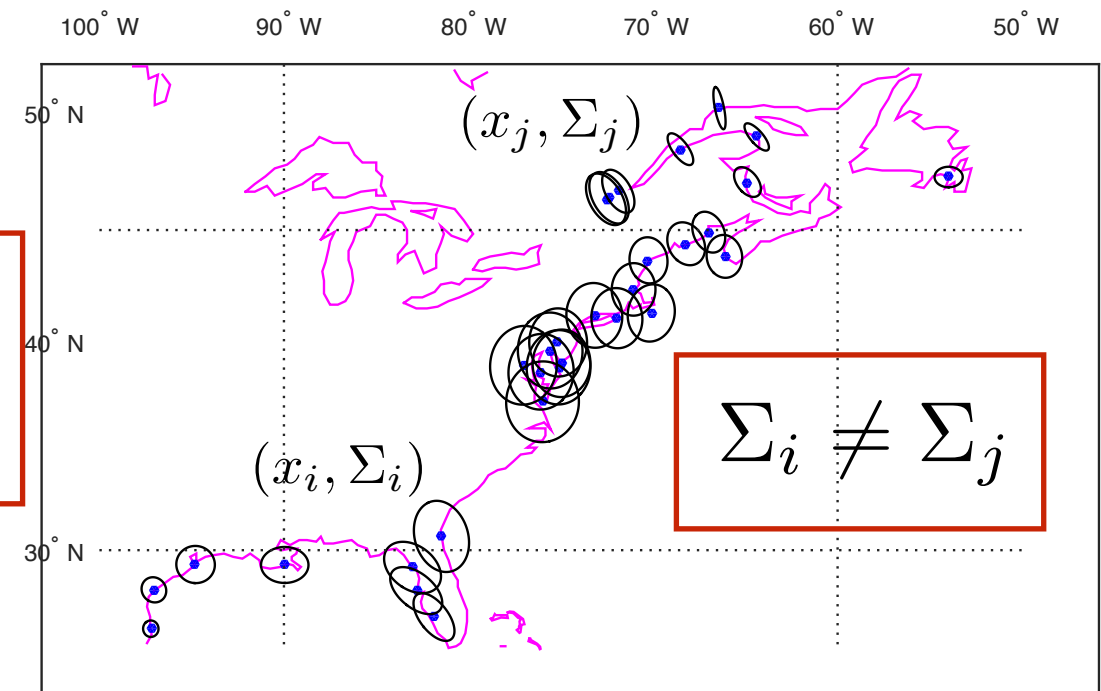 100° W 90° W 80° W 70° W 60° W 50° W
50° N
(x_j, Σ_j)
40° N
Σ_i ≠ Σ_j
(x_i, Σ_i)
30° N